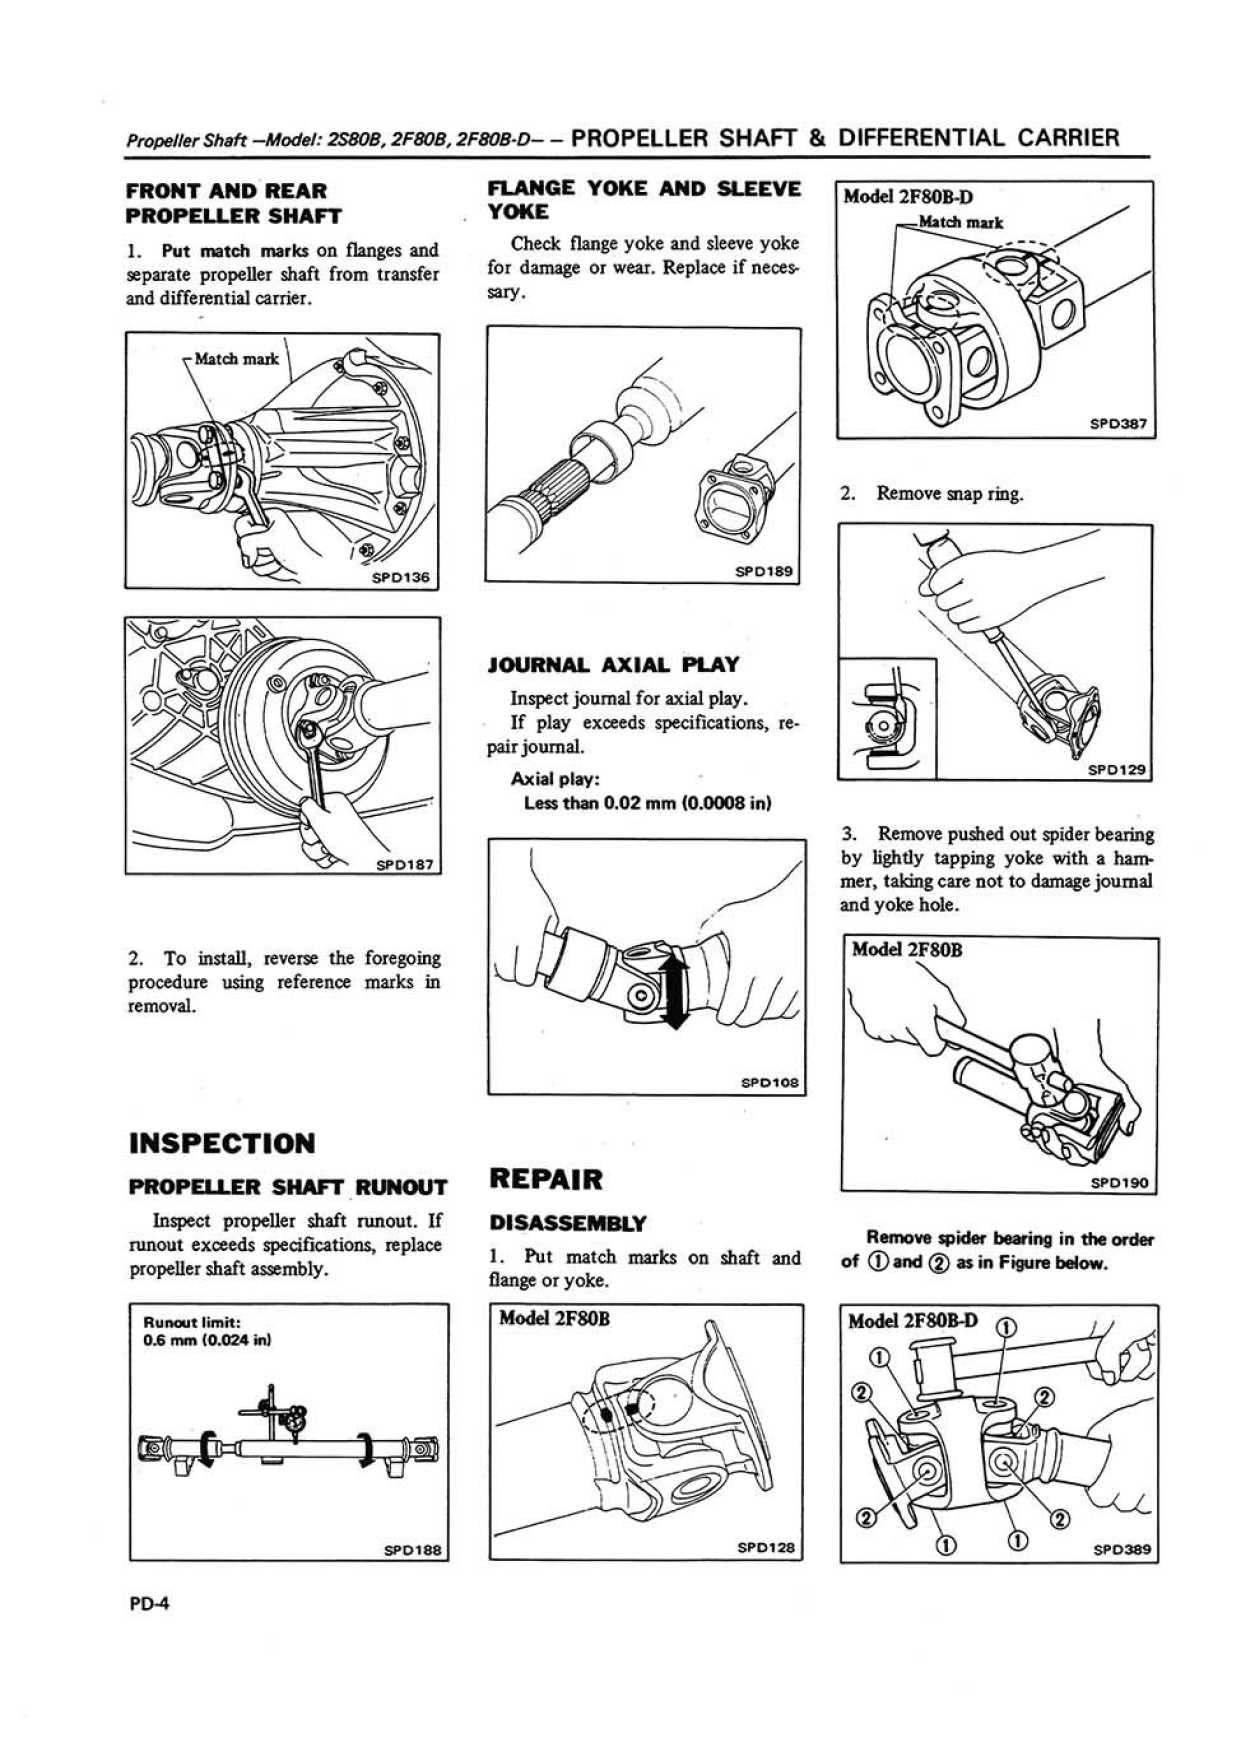 Propeller Shaft —Model: 2S80B, 2F80B, 2F80B-D— — PROPELLER SHAFT & DIFFERENTIAL CARRIER
FRONT AND REAR
PROPELLER SHAFT
1. Put match marks on flanges and
separate propeller shaft from transfer
and differential carrier.
Match mark
SPD136
SPD187
2. To install, reverse the foregoing
procedure using reference marks in
removal.
INSPECTION
PROPELLER SHAFT RUNOUT
Inspect propeller shaft runout. If
runout exceeds specifications, replace
propeller shaft assembly.
Runout limit:
0.6 mm (0.024 in)
SPD188
FLANGE YOKE AND SLEEVE
YOKE
Check flange yoke and sleeve yoke
for damage or wear. Replace if neces-
sary.
SPD189
JOURNAL AXIAL PLAY
Inspect journal for axial play.
If play exceeds specifications, re-
pair journal.
Axial play:
Less than 0.02 mm (0.0008 in)
SPD108
REPAIR
DISASSEMBLY
1. Put match marks on shaft and
flange or yoke.
Model 2F80B
SPD128
Model 2F80B-D
Match mark
SPD387
2. Remove snap ring.
SPD129
3. Remove pushed out spider bearing
by lightly tapping yoke with a ham-
mer, taking care not to damage journal
and yoke hole.
Model 2F80B
SPD190
Remove spider bearing in the order
of ① and ② as in Figure below.
Model 2F80B-D
①
①
②
②
②
②
①
①
SPD389
PD-4